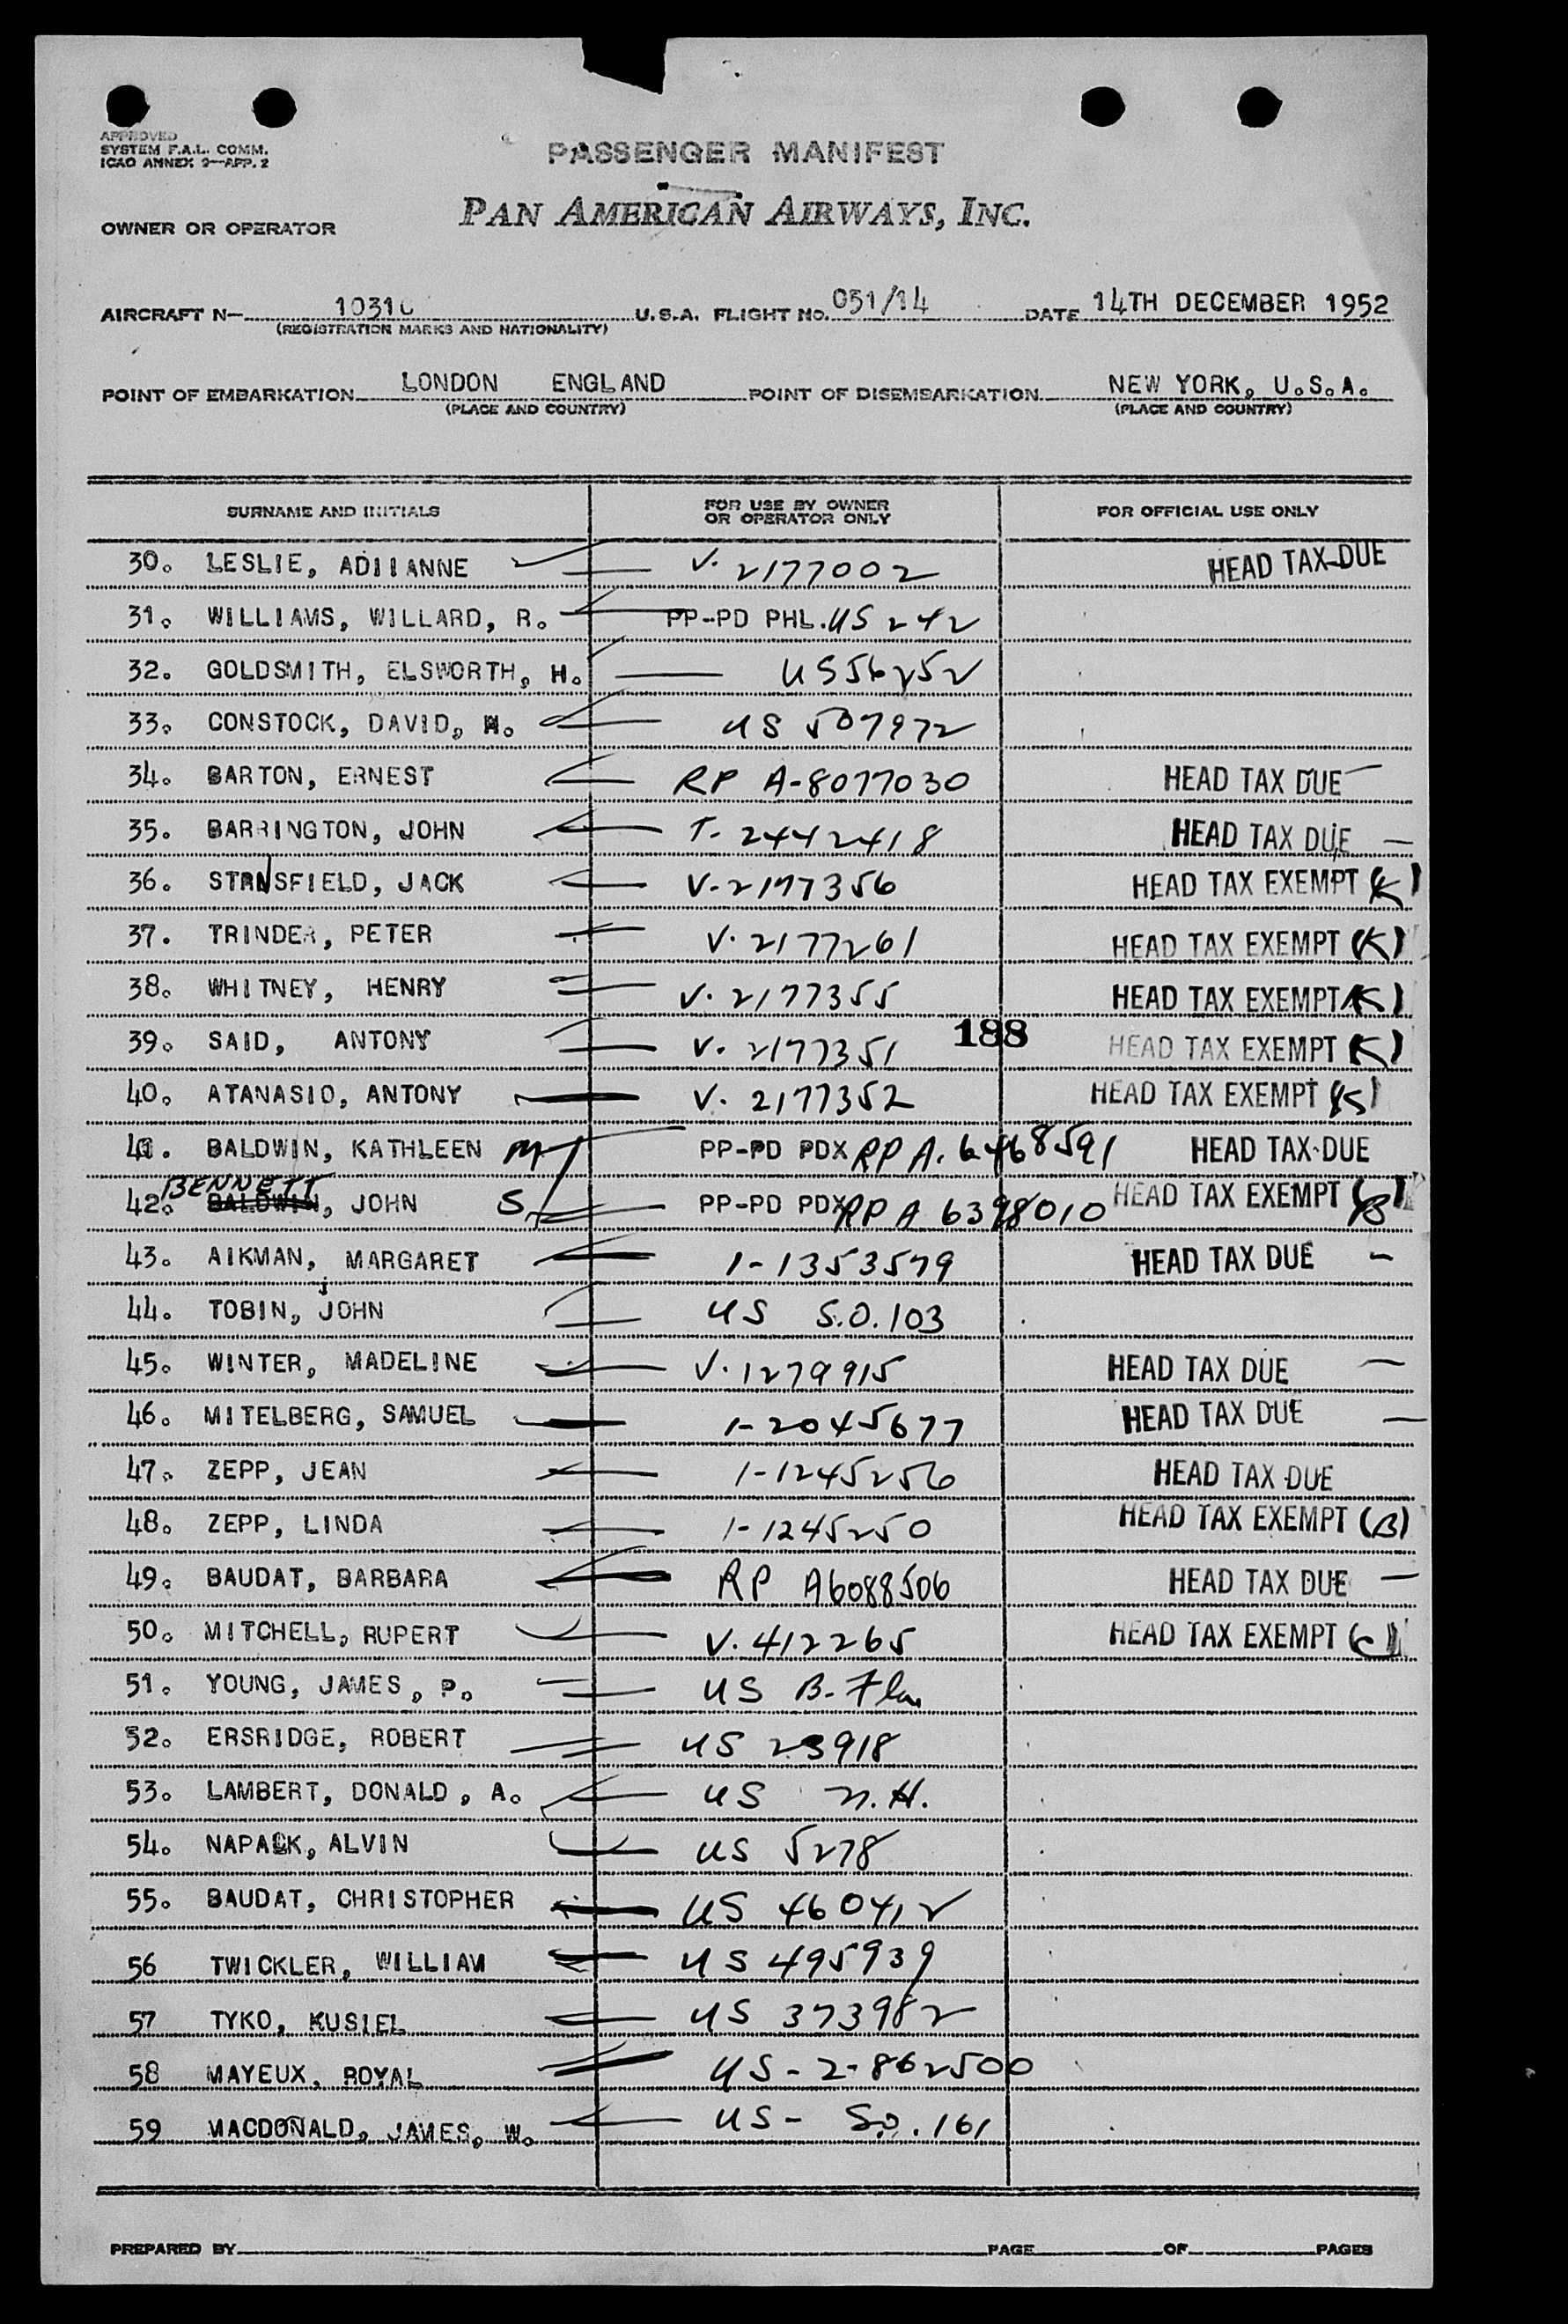 APPROVED
SYSTEM F.A.L. COMM.
ICAO ANNEX 9—APP. 2
PASSENGER MANIFEST
OWNER OR OPERATOR
PAN AMERICAN AIRWAYS, INC.
AIRCRAFT N— U.S.A. FLIGHT NO. 051/14 DATE 14TH DECEMBER 1952
(REGISTRATION MARKS AND NATIONALITY)
POINT OF EMBARKATION LONDON ENGLAND POINT OF DISEMBARKATION NEW YORK, U.S.A.
(PLACE AND COUNTRY) (PLACE AND COUNTRY)
SURNAME AND INITIALS FOR USE BY OWNER OR OPERATOR ONLY FOR OFFICIAL USE ONLY
30. LESLIE, V. 2177002 HEAD TAX DUE
31. WILLIAMS, WILLARD, R. PP-PD PHL. US 242
32. GOLDSMITH, ELSWORTH, H. US 56252
33. CONSTOCK, DAVID, US 507972
34. BARTON, ERNEST RP A-8077030 HEAD TAX DUE —
35. BARRINGTON, JOHN T- 2442418 HEAD TAX DUE —
36. STANSFIELD, JACK V-2177356 HEAD TAX EXEMPT (K)
37. TRINDER, PETER V. 2177261 HEAD TAX EXEMPT (K)
38. WHITNEY, HENRY V. 2177355 HEAD TAX EXEMPT (K)
188
39. SAID, ANTONY V. 2177351 HEAD TAX EXEMPT (K)
40. ATANASIO, ANTONY V. 2177352 HEAD TAX EXEMPT (K)
41. BALDWIN, KATHLEEN M PP-PD PDX RP A. 6468591 HEAD TAX DUE
BENNETT
42. BALDWIN, JOHN S PP-PD PDX RP A 6398010 HEAD TAX EXEMPT (B)
43. AIKMAN, MARGARET 1-1353579 HEAD TAX DUE —
44. TOBIN, JOHN US S.O. 103
45. WINTER, MADELINE V. 1279915 HEAD TAX DUE —
46. MITELBERG, SAMUEL 1-2045677 HEAD TAX DUE —
47. ZEPP, JEAN 1-1245256 HEAD TAX DUE
48. ZEPP, LINDA 1-1245250 HEAD TAX EXEMPT (B)
49. BAUDAT, BARBARA RP A6088506 HEAD TAX DUE —
50. MITCHELL, RUPERT V. 412265 HEAD TAX EXEMPT (C)
51. YOUNG, JAMES, P. US B.
52. ERSRIDGE, ROBERT US 23918
53. LAMBERT, DONALD, A. US N.H.
54. ALVIN US 5278
55. BAUDAT, CHRISTOPHER US 460412
56 TWICKLER, WILLIAM US 495939
57 TYKO, KUSIEL US 373982
58 MAYEUX, ROYAL US-2-862500
59 MACDONALD, JAMES, W. US- S.O. 161
PREPARED BY PAGE OF PAGES